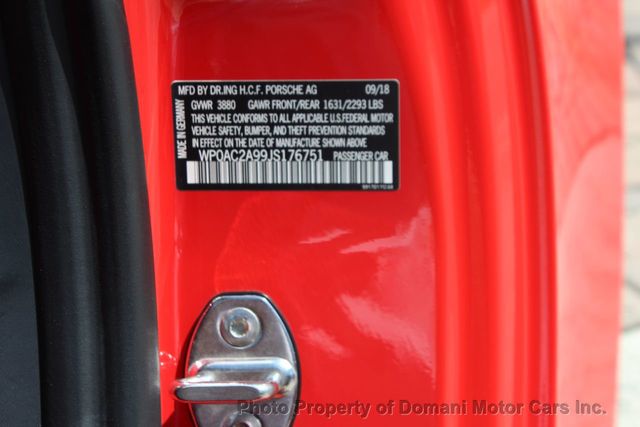 MFD BY DR.ING H.C.F. PORSCHE AG 09/18
GVWR 3880 GAWR FRONT/REAR 1631/2293 LBS
THIS VEHICLE CONFORMS TO ALL APPLICABLE
U.S.FEDERAL MOTOR
VEHICLE SAFETY, BUMPER, AND THEFT PREVENTION STANDARDS
IN EFFECT ON THE DATE OF MANUFACTURE SHOWN ABOVE.
WP0AC2A99JS176751 PASSENGER CAR
MADE IN GERMANY
Photo Property of Domani Motor Cars Inc.